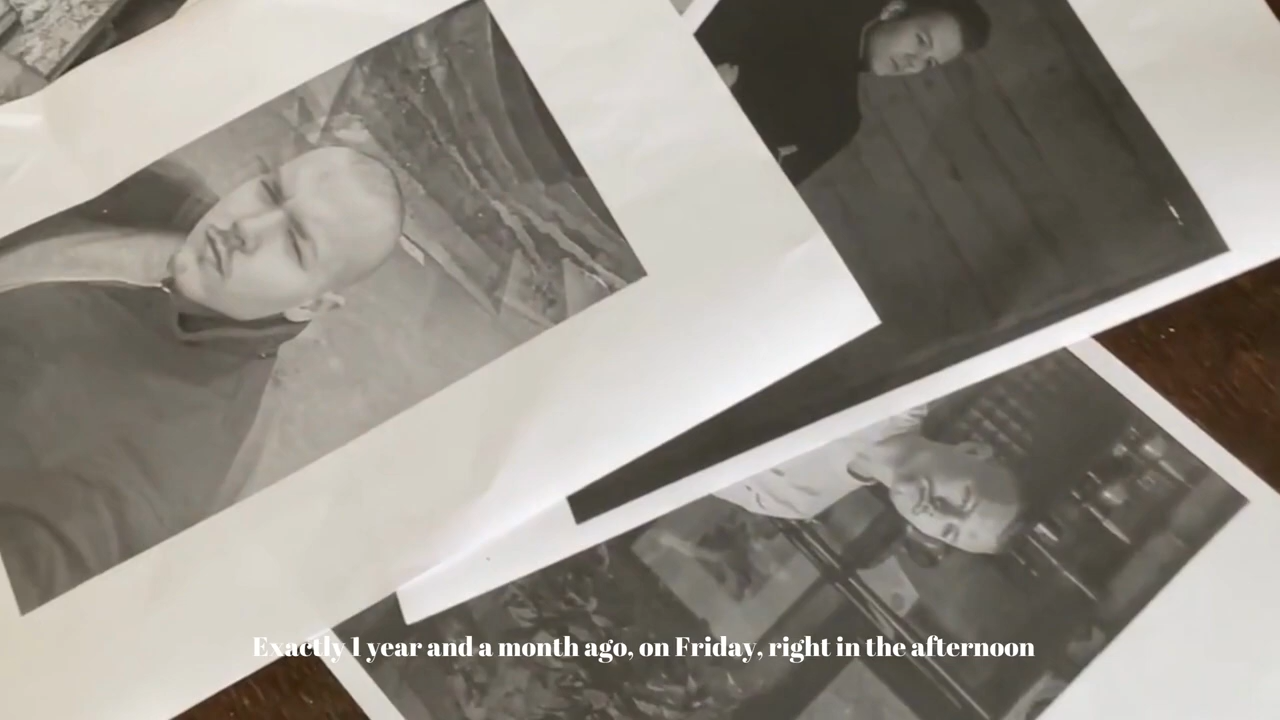 Exactly 1 year and a month ago, on Friday, right in the afternoon